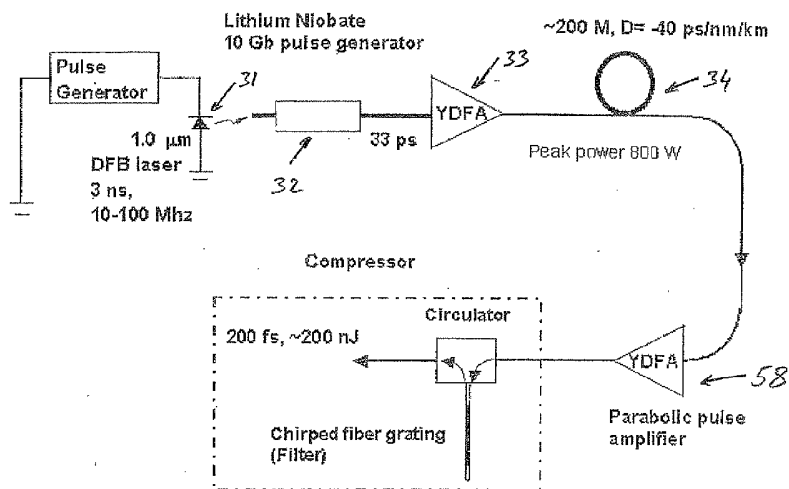 Lithium Niobate
10 Gb pulse generator
~200 M, D= -40 ps/nm/km
Pulse
Generator
31
33
34
YDFA
1.0 µm
DFB laser
3 ns,
10-100 Mhz
33 ps
32
Peak power 800 W
Compressor
Circulator
200 fs, ~200 nJ
YDFA
58
Parabolic pulse
amplifier
Chirped fiber grating
(Filter)